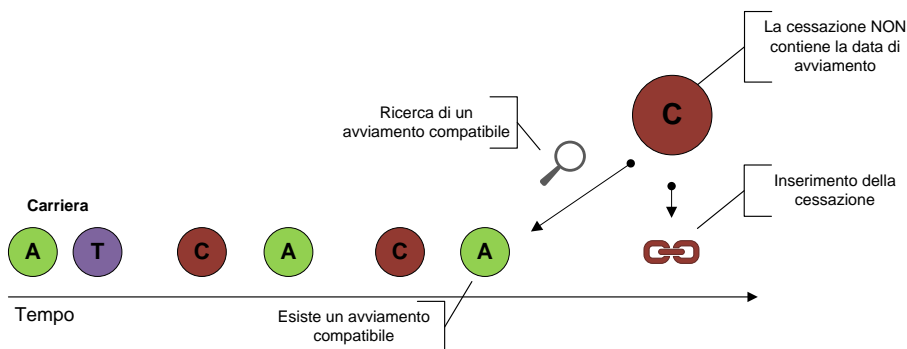 La cessazione NON
contiene la data di
avviamento
C
Ricerca di un
avviamento compatibile
Inserimento della
cessazione
Carriera
A T C A C A
Tempo
Esiste un avviamento
compatibile